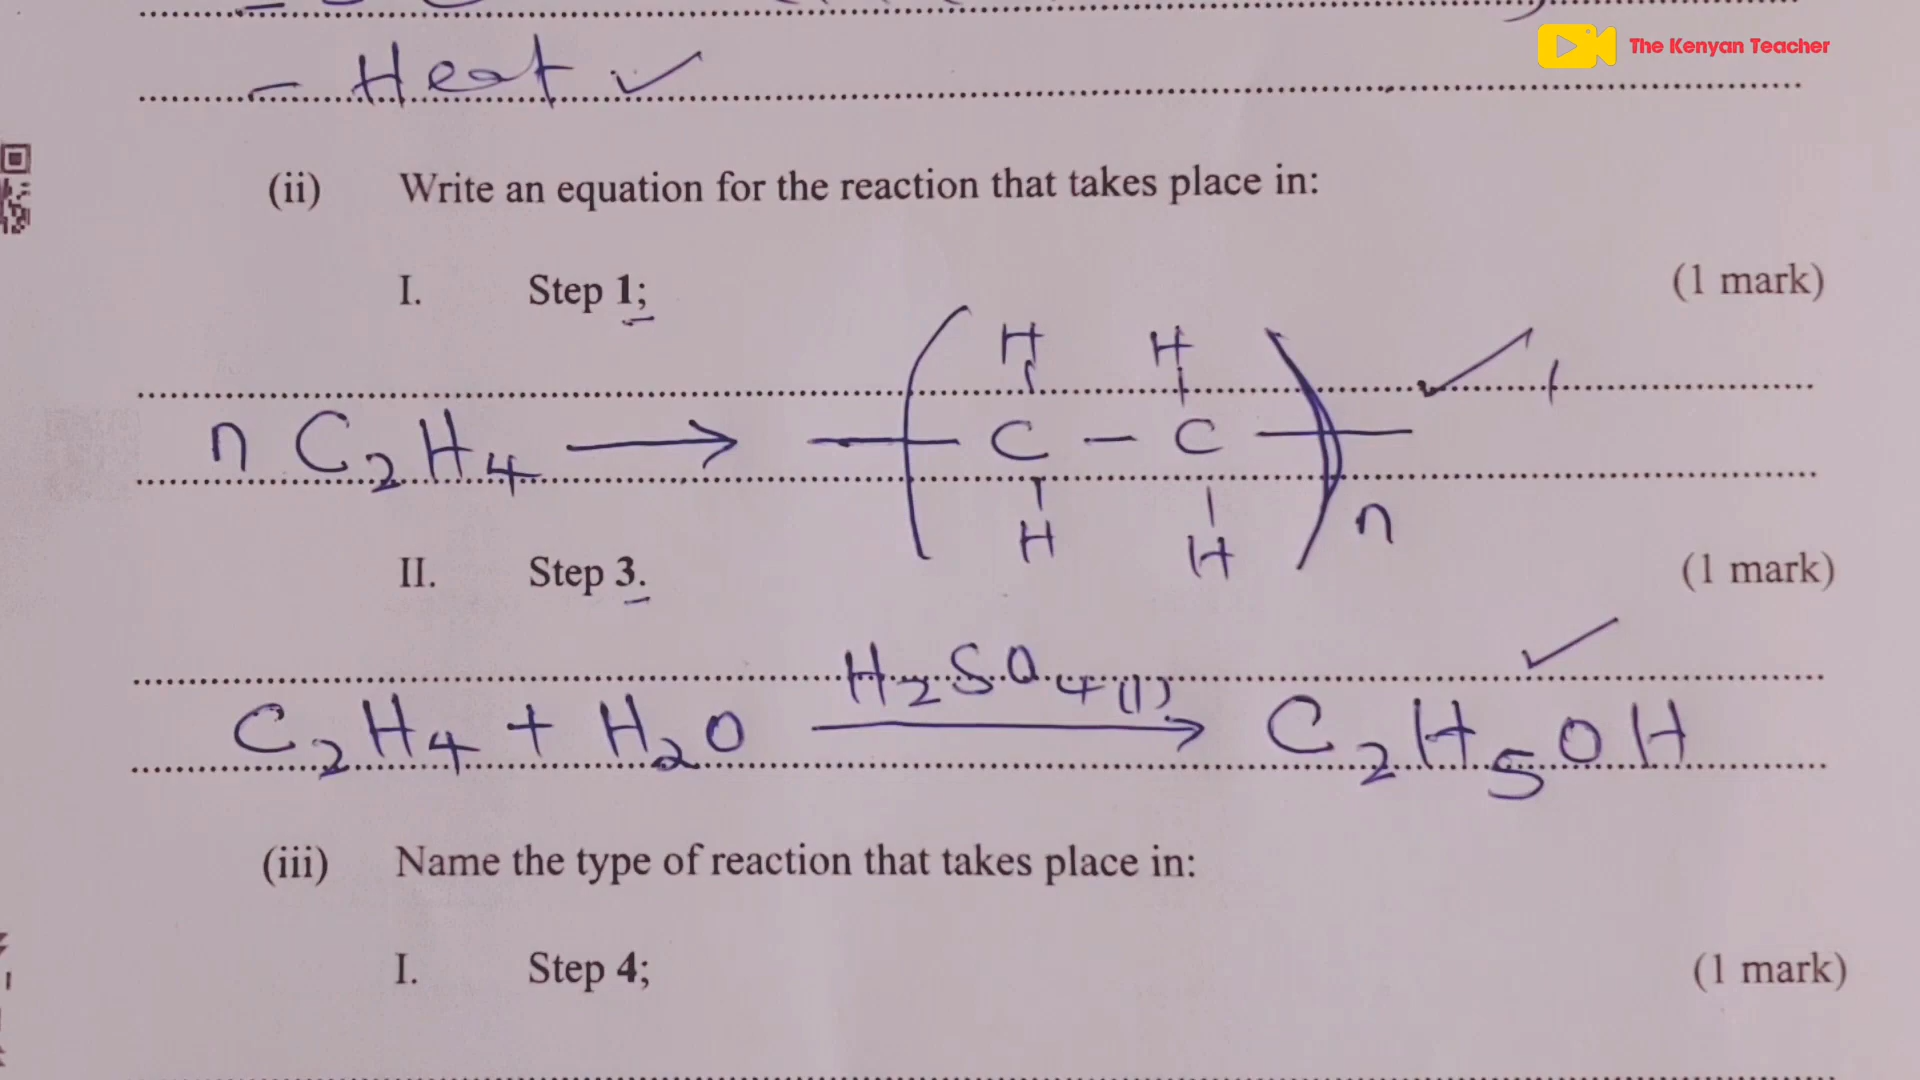 The Kenyan Teacher
- Heat ✓
(ii) Write an equation for the reaction that takes place in:
I. Step 1; (1 mark)
H H
n C2H4 → ( — C — C — ) n ✓ 1
H H
II. Step 3. (1 mark)
H2SO4(l) ✓
C2H4 + H2O → C2H5OH
(iii) Name the type of reaction that takes place in:
I. Step 4; (1 mark)